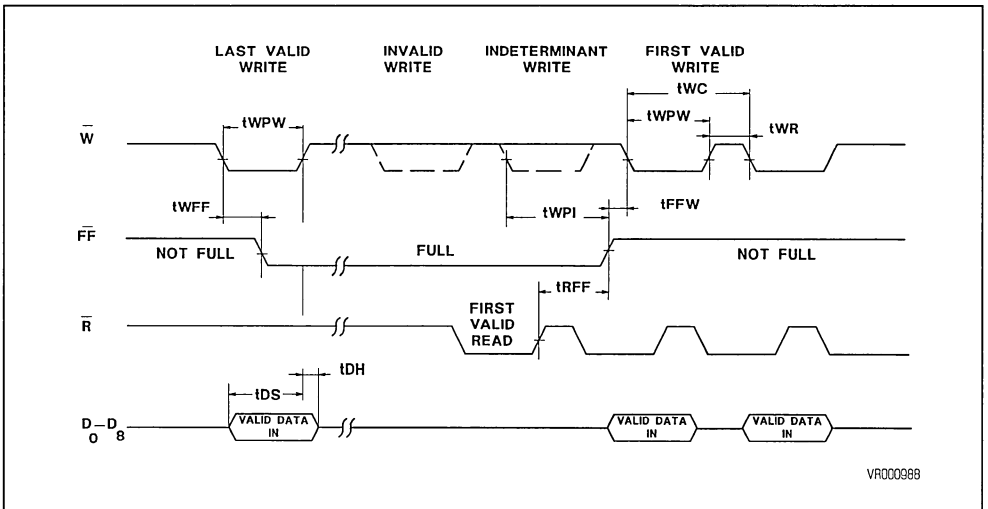 LAST VALID WRITE
INVALID WRITE
INDETERMINANT WRITE
FIRST VALID WRITE
tWC
tWPW
tWPW
tWR
W̅
tWFF
tWPI
tFFW
F̅F̅
NOT FULL
FULL
NOT FULL
tRFF
FIRST VALID READ
R̅
tDH
tDS
D0–D8
VALID DATA IN
VALID DATA IN
VALID DATA IN
VR000988